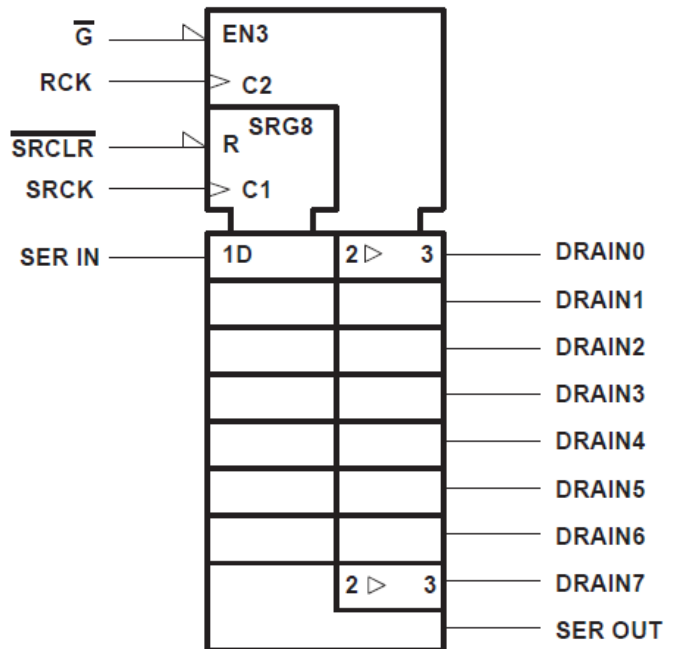 G̅ EN3
RCK C2
SRG8
S̅R̅C̅L̅R̅ R
SRCK C1
SER IN 1D 2 3 DRAIN0
DRAIN1
DRAIN2
DRAIN3
DRAIN4
DRAIN5
DRAIN6
2 3 DRAIN7
SER OUT